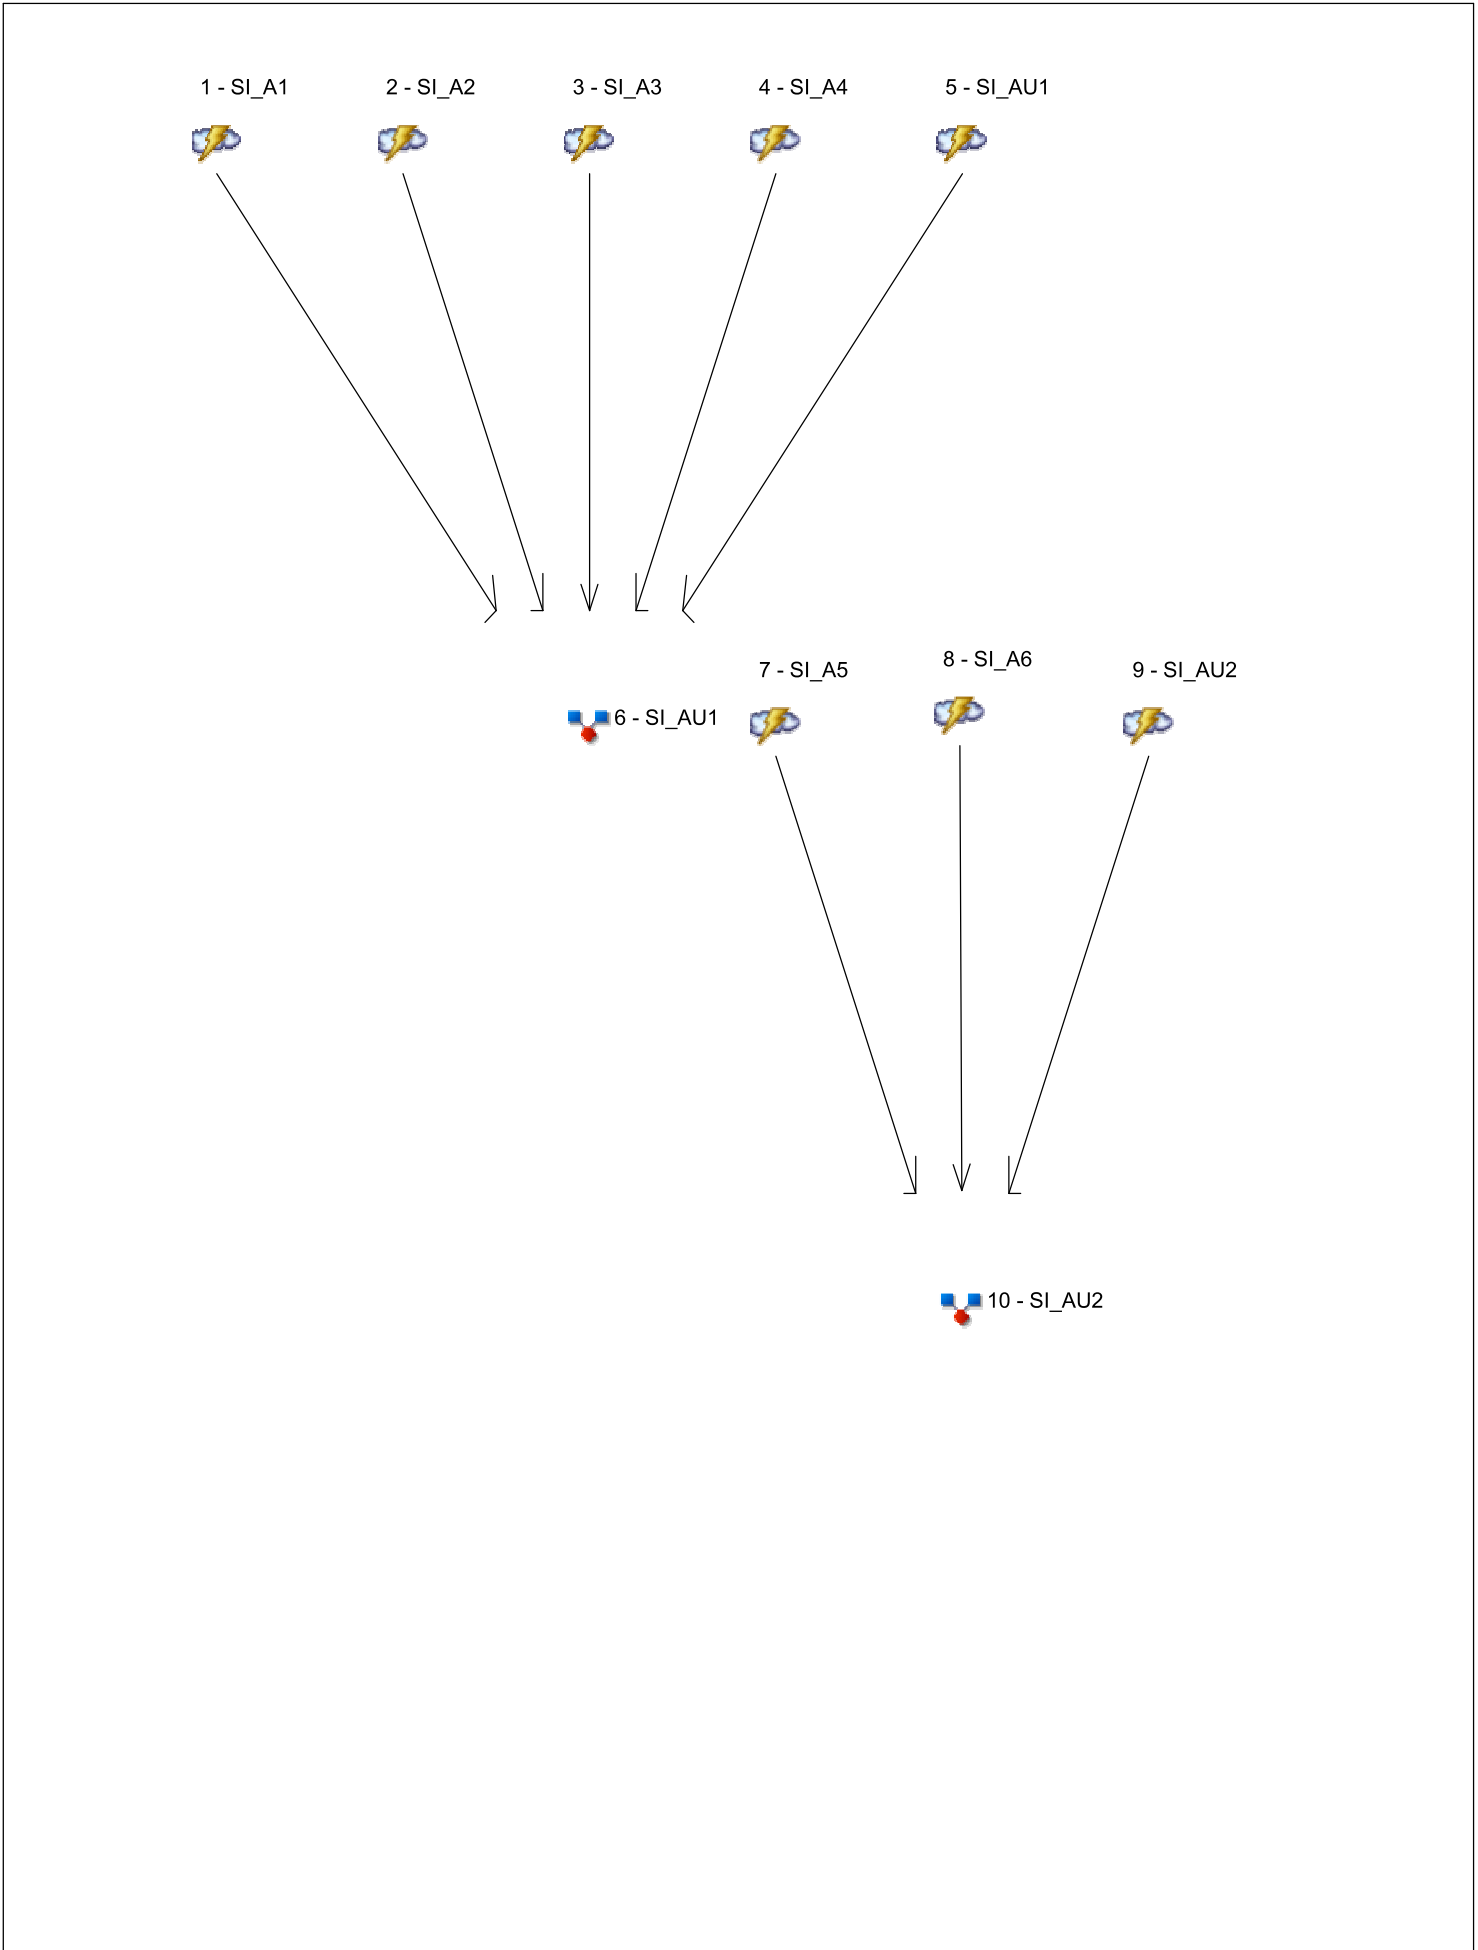 1 - SI_A1
2 - SI_A2
3 - SI_A3
4 - SI_A4
5 - SI_AU1
6 - SI_AU1
7 - SI_A5
8 - SI_A6
9 - SI_AU2
10 - SI_AU2